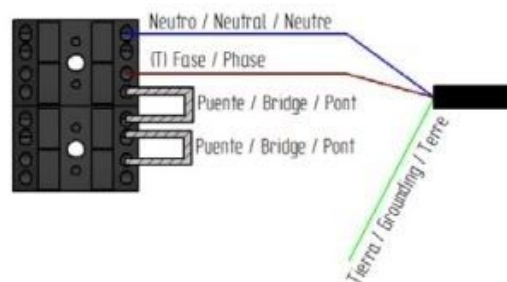 Neutro / Neutral / Neutre
(T) Fase / Phase
Puente / Bridge / Pont
Puente / Bridge / Pont
Tierra / Grounding / Terre